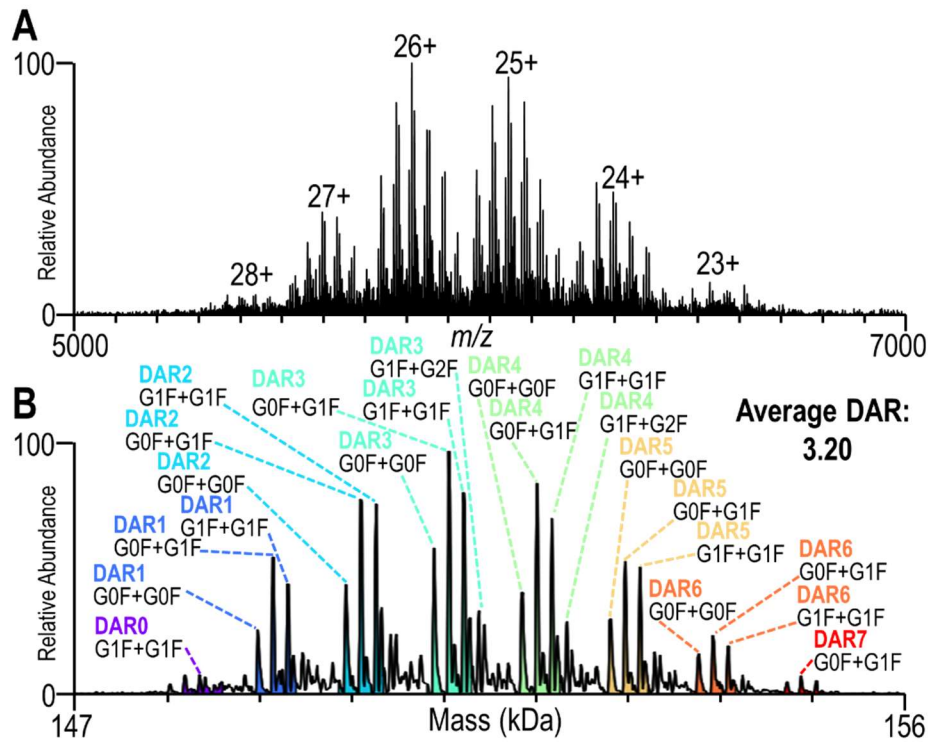 A
100
Relative Abundance
0
28+
27+
26+
25+
24+
23+
5000
m/z
7000
B
100
Relative Abundance
0
DAR0
G1F+G1F
DAR1
G0F+G0F
DAR1
G0F+G1F
DAR1
G1F+G1F
DAR2
G0F+G0F
DAR2
G0F+G1F
DAR2
G1F+G1F
DAR3
G0F+G0F
DAR3
G0F+G1F
DAR3
G1F+G1F
DAR3
G1F+G2F
DAR4
G0F+G0F
DAR4
G0F+G1F
DAR4
G1F+G1F
DAR4
G1F+G2F
DAR5
G0F+G0F
DAR5
G0F+G1F
DAR5
G1F+G1F
DAR6
G0F+G0F
DAR6
G0F+G1F
DAR6
G1F+G1F
DAR7
G0F+G1F
Average DAR:
3.20
147
Mass (kDa)
156